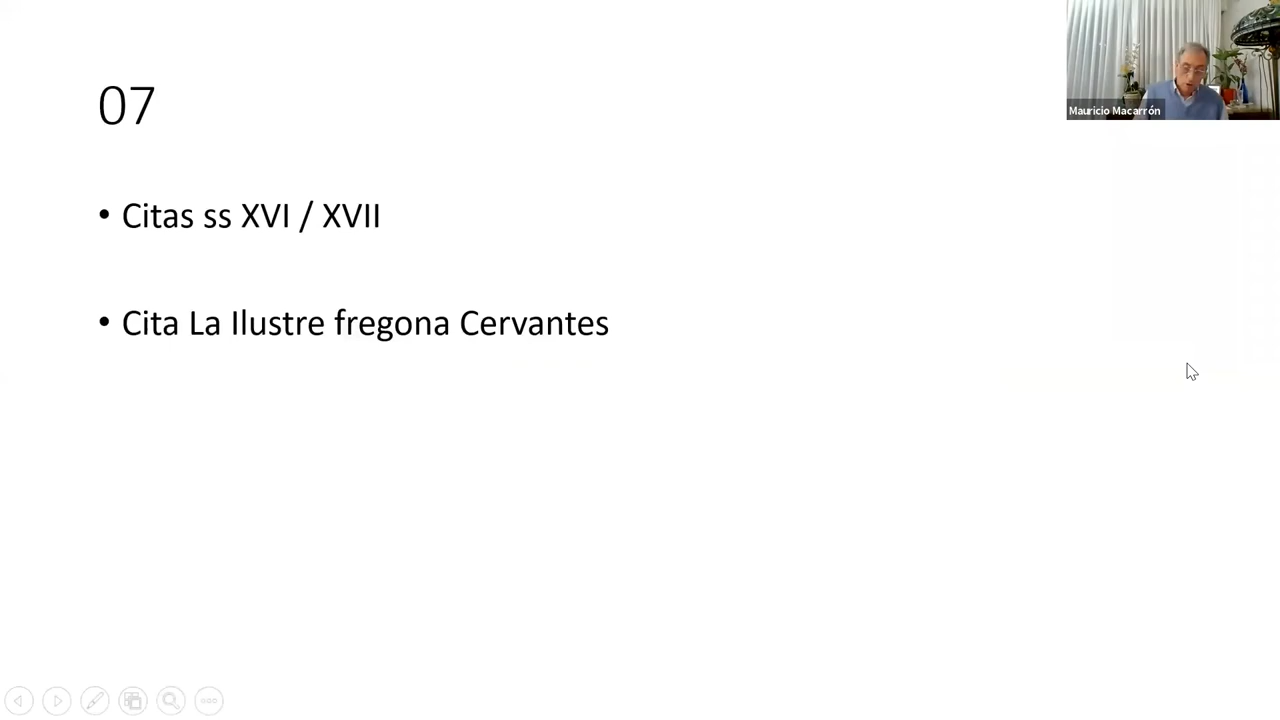 07
Mauricio Macarrón
• Citas ss XVI / XVII
• Cita La Ilustre fregona Cervantes